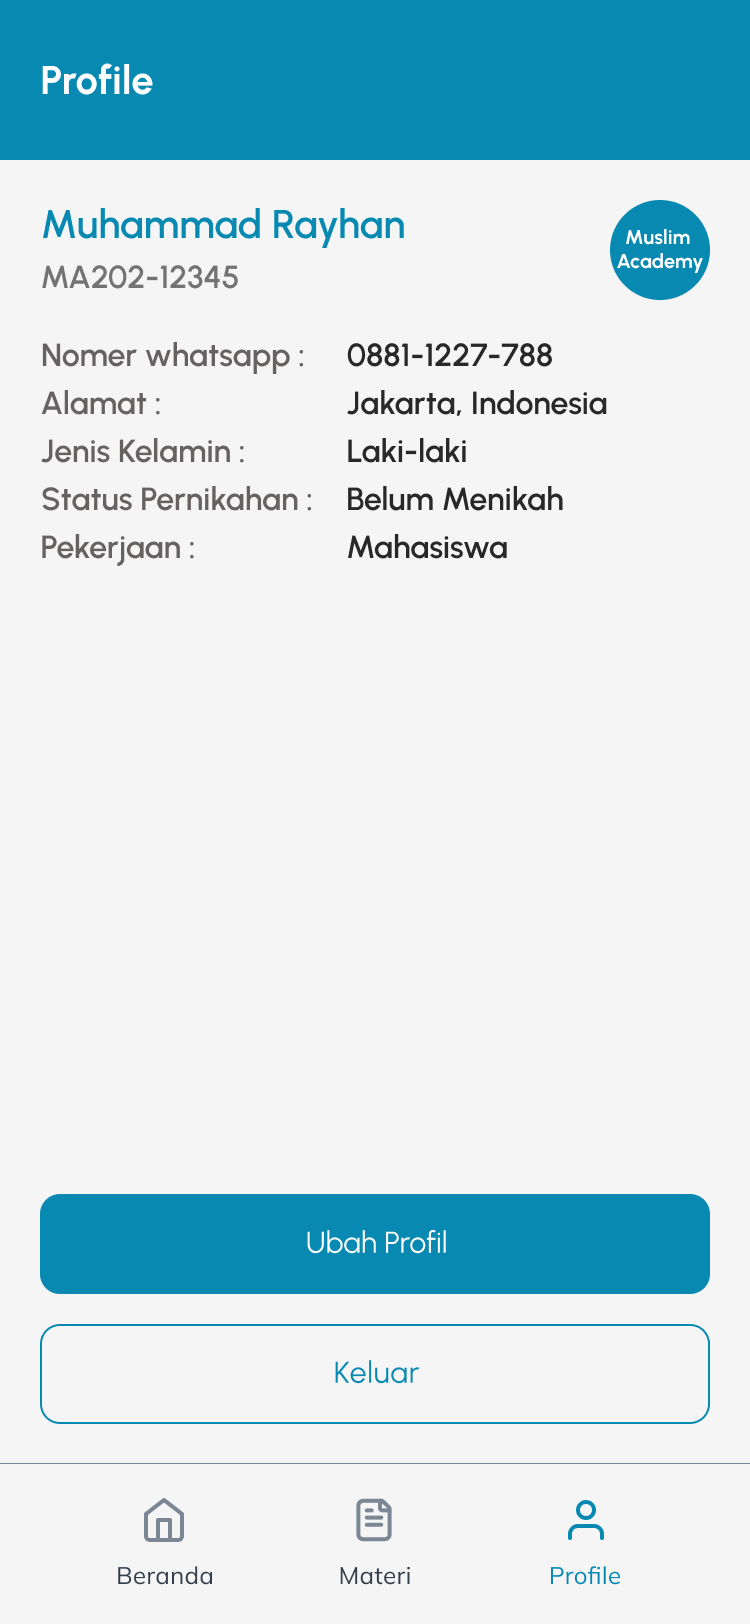 Profile
Muhammad Rayhan
MA202-12345
Muslim
Academy
Nomer whatsapp : 0881-1227-788
Alamat : Jakarta, Indonesia
Jenis Kelamin : Laki-laki
Status Pernikahan : Belum Menikah
Pekerjaan : Mahasiswa
Ubah Profil
Keluar
Beranda Materi Profile